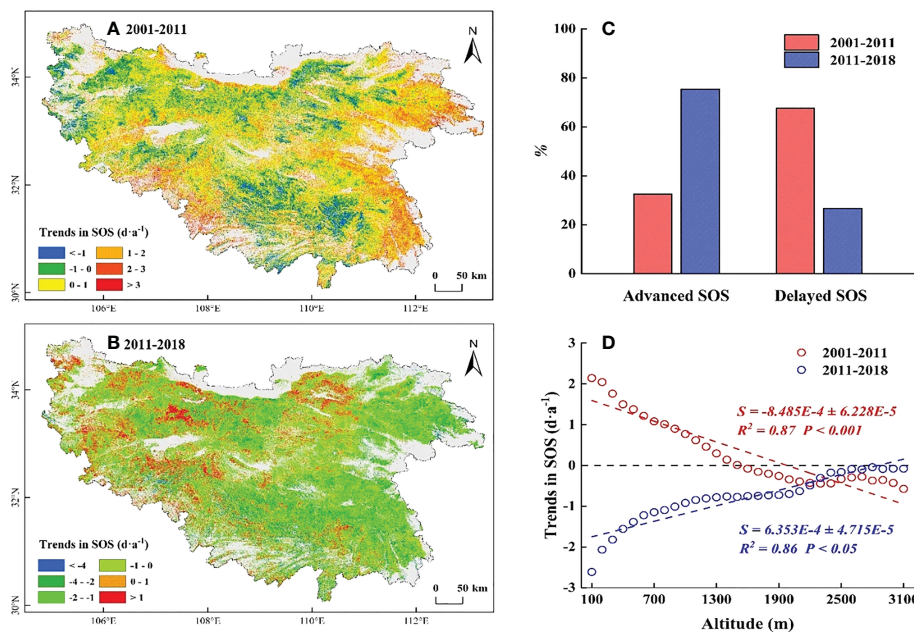 A 2001-2011
N
34°N
32°N
30°N
Trends in SOS (d·a⁻¹)
< -1
1 - 2
-1 - 0
2 - 3
0 - 1
> 3
0 50 km
106°E
108°E
110°E
112°E
B 2011-2018
N
34°N
32°N
30°N
Trends in SOS (d·a⁻¹)
< -4
-1 - 0
-4 - -2
0 - 1
-2 - -1
> 1
0 50 km
106°E
108°E
110°E
112°E
C
2001-2011
2011-2018
100
80
60
40
20
0
%
Advanced SOS
Delayed SOS
D
2001-2011
2011-2018
3
2
1
0
-1
-2
-3
Trends in SOS (d·a⁻¹)
S = -8.485E-4 ± 6.228E-5
R² = 0.87 P < 0.001
S = 6.353E-4 ± 4.715E-5
R² = 0.86 P < 0.05
100 700 1300 1900 2500 3100
Altitude (m)